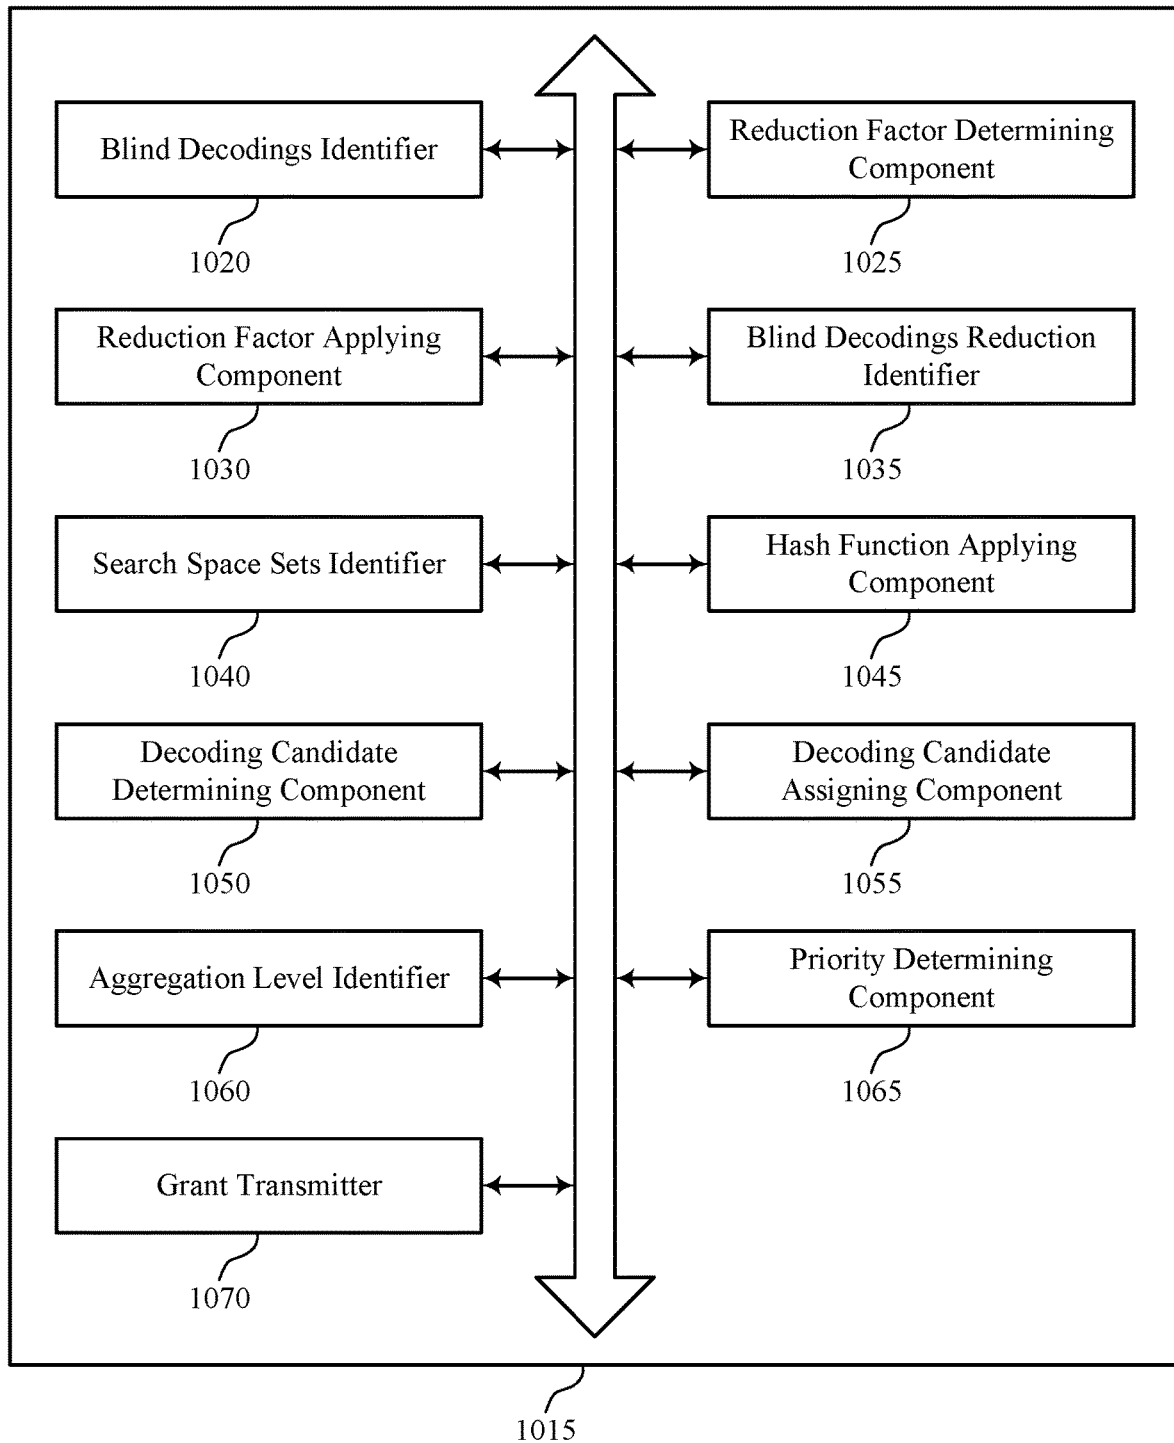 Blind Decodings Identifier
1020
Reduction Factor Determining
Component
1025
Reduction Factor Applying
Component
1030
Blind Decodings Reduction
Identifier
1035
Search Space Sets Identifier
1040
Hash Function Applying
Component
1045
Decoding Candidate
Determining Component
1050
Decoding Candidate
Assigning Component
1055
Aggregation Level Identifier
1060
Priority Determining
Component
1065
Grant Transmitter
1070
1015